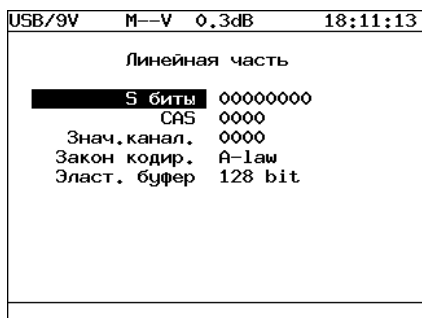 USB/9V M--V 0.3dB 18:11:13
Линейная часть
S биты 00000000
CAS 0000
Знач.канал. 0000
Закон кодир. A-law
Эласт. буфер 128 bit